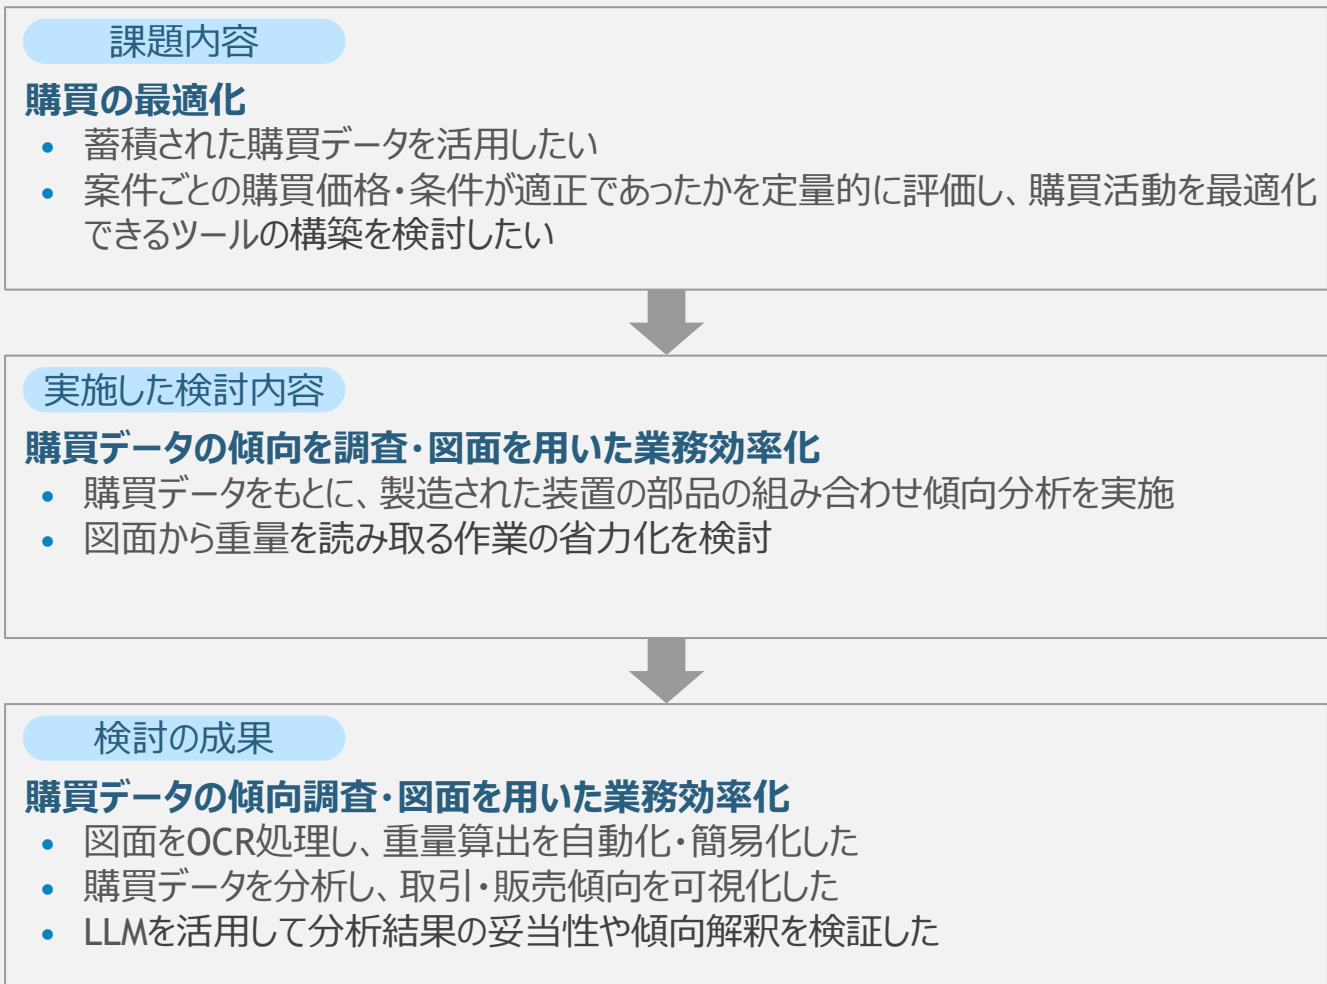 課題内容
購買の最適化
• 蓄積された購買データを活用したい
• 案件ごとの購買価格・条件が適正であったかを定量的に評価し、購買活動を最適化
できるツールの構築を検討したい
実施した検討内容
購買データの傾向を調査・図面を用いた業務効率化
• 購買データをもとに、製造された装置の部品の組み合わせ傾向分析を実施
• 図面から重量を読み取る作業の省力化を検討
検討の成果
購買データの傾向調査・図面を用いた業務効率化
• 図面をOCR処理し、重量算出を自動化・簡易化した
• 購買データを分析し、取引・販売傾向を可視化した
• LLMを活用して分析結果の妥当性や傾向解釈を検証した